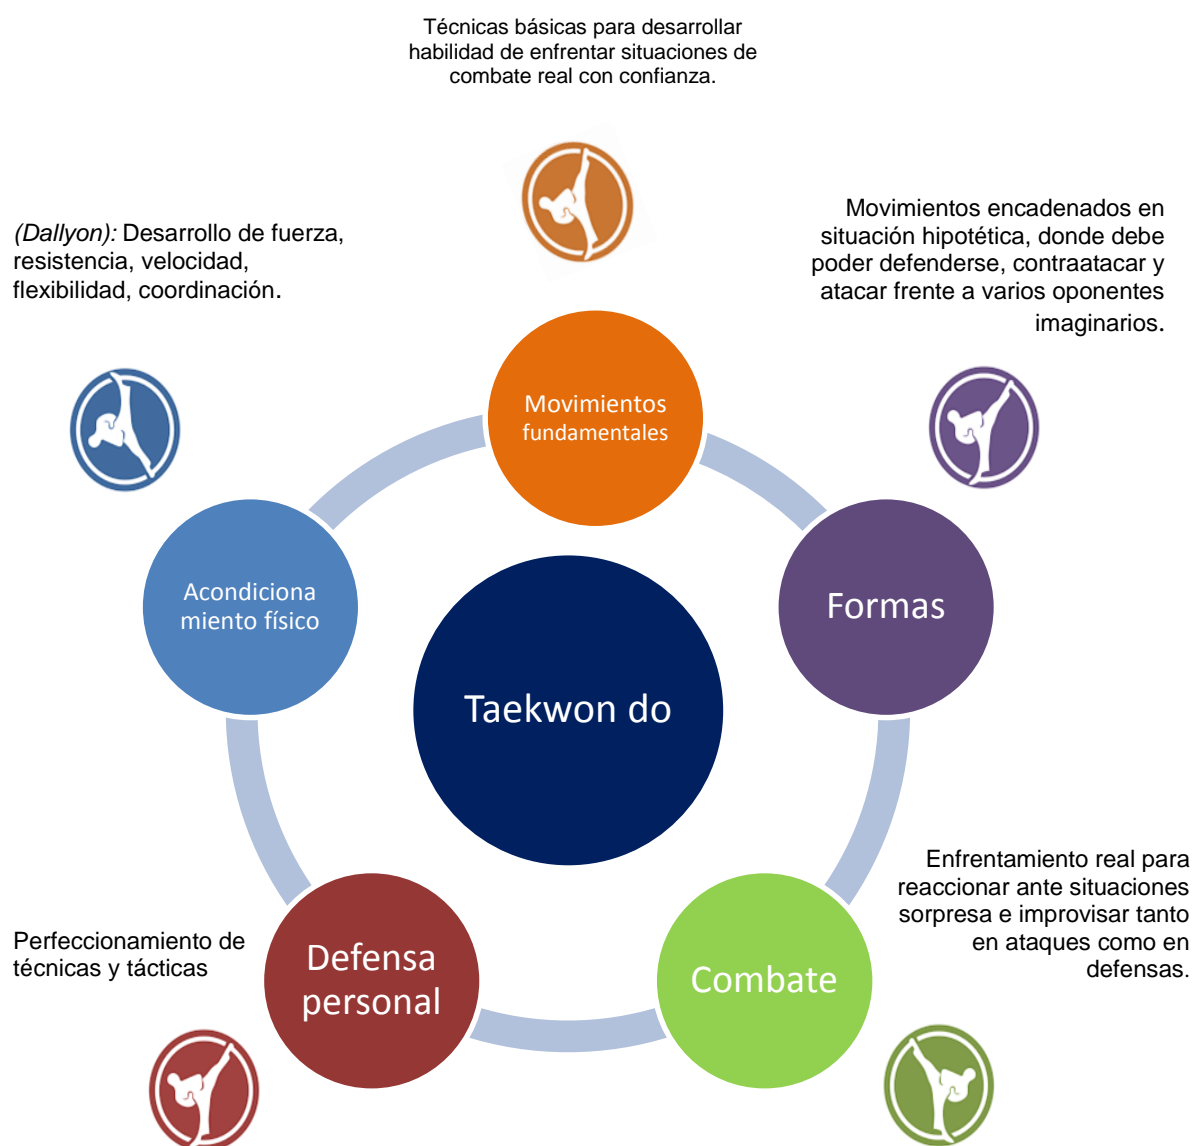 Técnicas básicas para desarrollar
habilidad de enfrentar situaciones de
combate real con confianza.
(Dallyon): Desarrollo de fuerza,
resistencia, velocidad,
flexibilidad, coordinación.
Movimientos encadenados en
situación hipotética, donde debe
poder defenderse, contraatacar y
atacar frente a varios oponentes
imaginarios.
Movimientos
fundamentales
Acondiciona
miento físico
Formas
Taekwon do
Enfrentamiento real para
reaccionar ante situaciones
sorpresa e improvisar tanto
en ataques como en
defensas.
Perfeccionamiento de
técnicas y tácticas
Defensa
personal
Combate